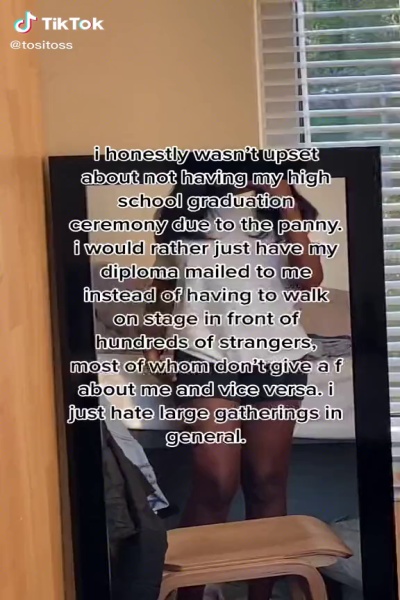 TikTok
@tositoss
i honestly wasn't upset
about not having my high
school graduation
ceremony due to the panny.
i would rather just have my
diploma mailed to me
instead of having to walk
on stage in front of
hundreds of strangers,
most of whom don't give a f
about me and vice versa. i
just hate large gatherings in
general.